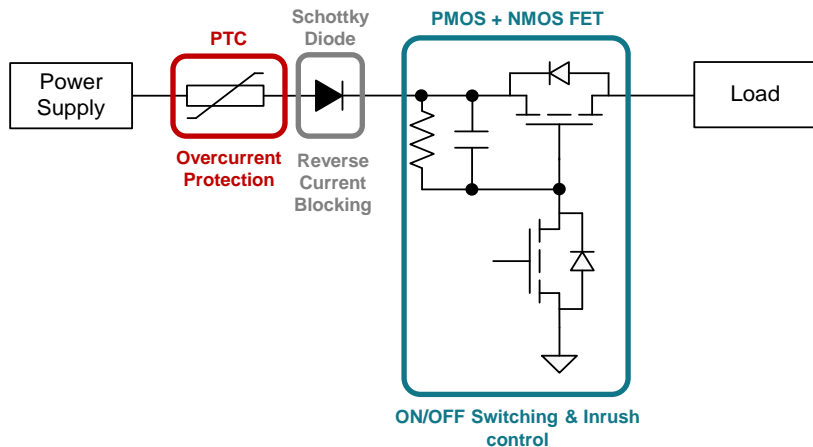 Schottky
Diode
PMOS + NMOS FET
PTC
Power
Supply
Load
Overcurrent
Protection
Reverse
Current
Blocking
ON/OFF Switching & Inrush
control